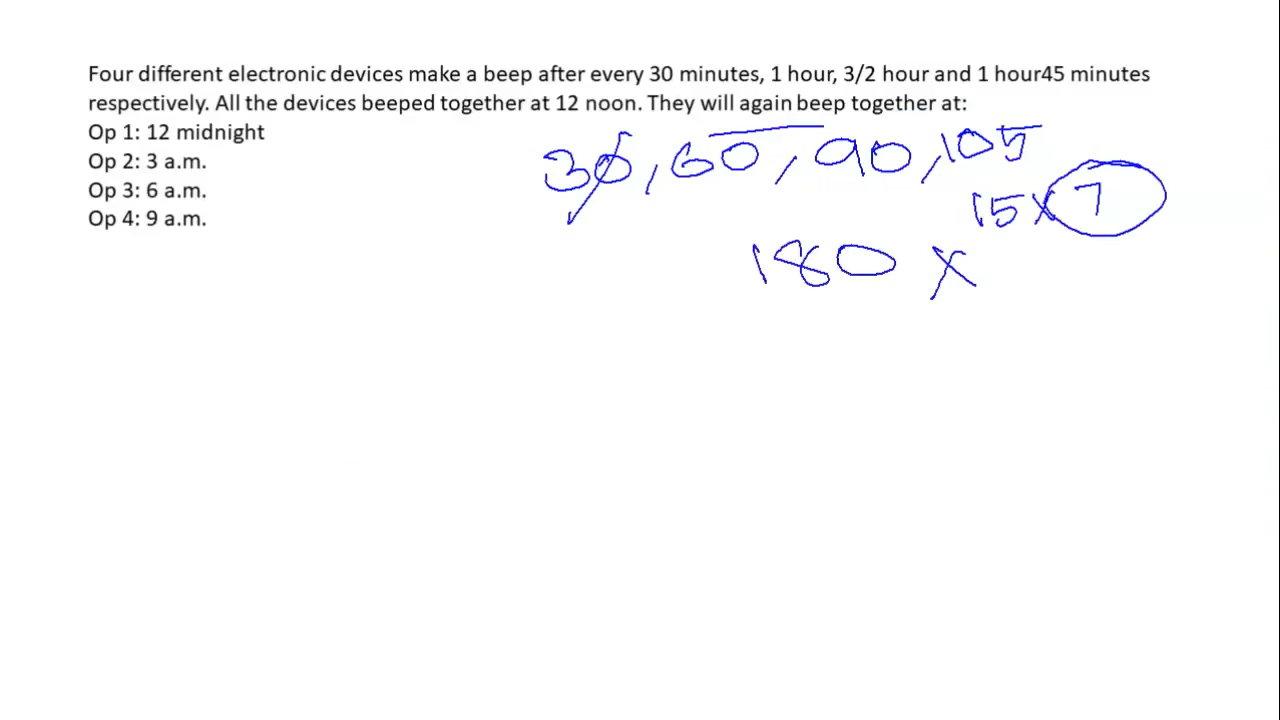 Four different electronic devices make a beep after every 30 minutes, 1 hour, 3/2 hour and 1 hour45 minutes
respectively. All the devices beeped together at 12 noon. They will again beep together at:
Op 1: 12 midnight
Op 2: 3 a.m.
Op 3: 6 a.m.
Op 4: 9 a.m.
30, 60, 90, 105
15 x 7
180 x